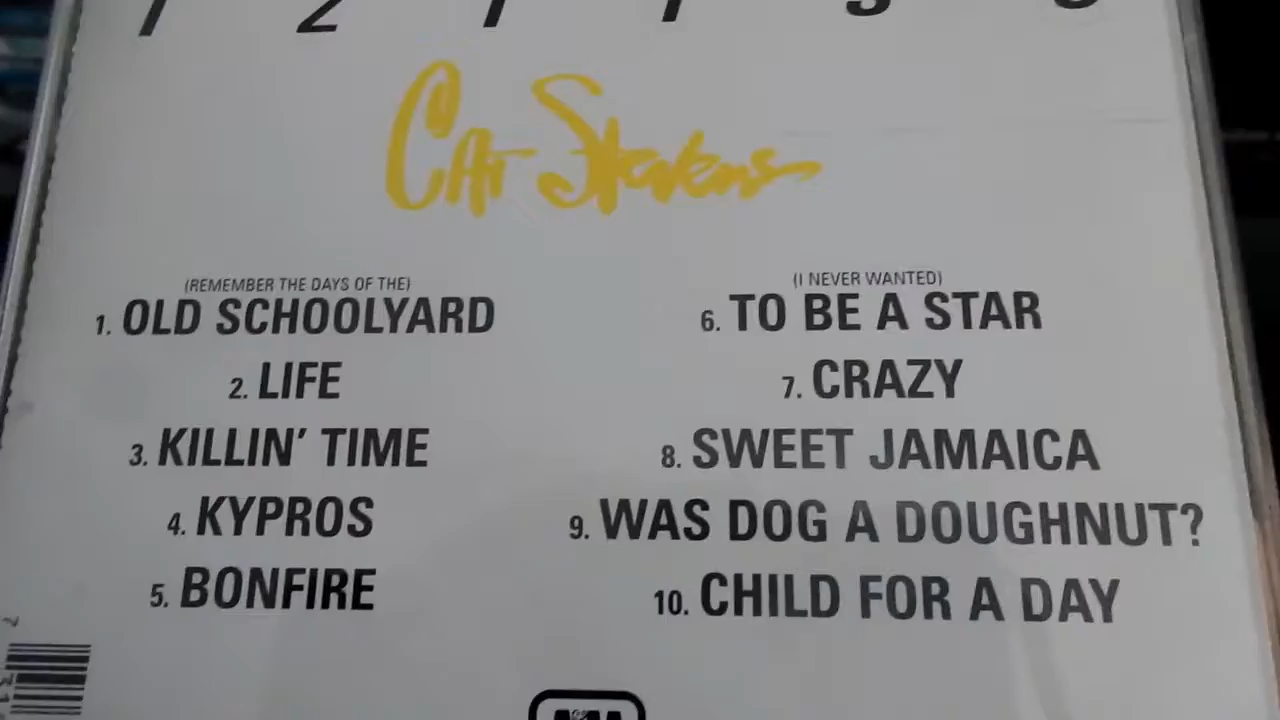 Cat Stevens
(REMEMBER THE DAYS OF THE)
1. OLD SCHOOLYARD
2. LIFE
3. KILLIN' TIME
4. KYPROS
5. BONFIRE
(I NEVER WANTED)
6. TO BE A STAR
7. CRAZY
8. SWEET JAMAICA
9. WAS DOG A DOUGHNUT?
10. CHILD FOR A DAY